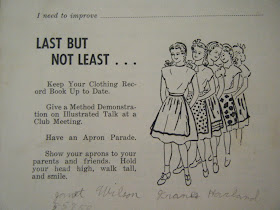 I need to improve
LAST BUT
NOT LEAST . . .
Keep Your Clothing Rec-
ord Book Up to Date.
Give a Method Demonstra-
tion on Illustrated Talk at a
Club Meeting.
Have an Apron Parade.
Show your aprons to your
parents and friends. Hold
your head high, walk tall,
and smile.
Wilson